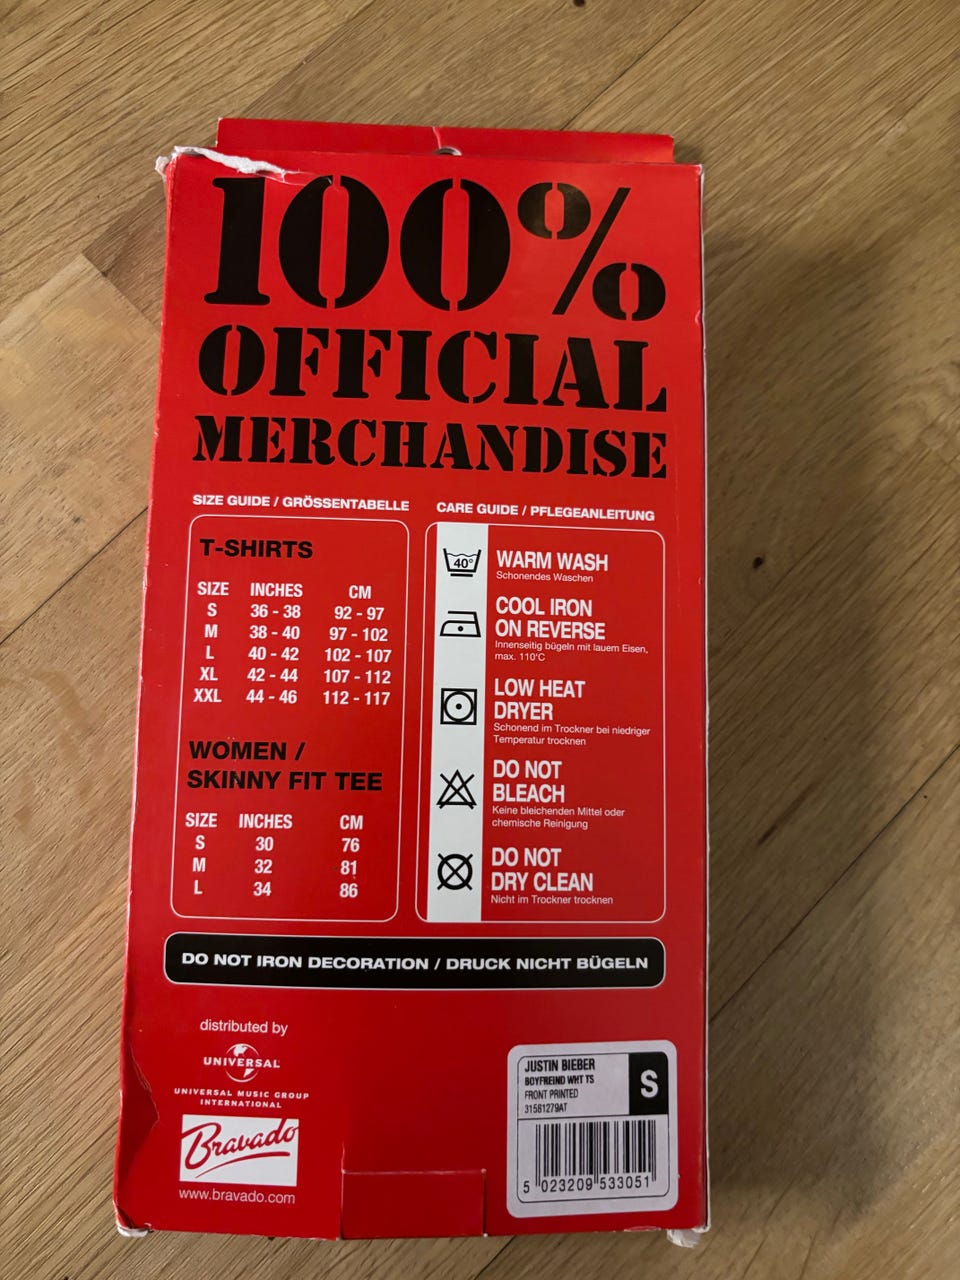 100%
OFFICIAL
MERCHANDISE
SIZE GUIDE / GRÖSSENTABELLE
T-SHIRTS
SIZE INCHES CM
S 36 - 38 92 - 97
M 38 - 40 97 - 102
L 40 - 42 102 - 107
XL 42 - 44 107 - 112
XXL 44 - 46 112 - 117
WOMEN /
SKINNY FIT TEE
SIZE INCHES CM
S 30 76
M 32 81
L 34 86
CARE GUIDE / PFLEGEANLEITUNG
40°
WARM WASH
Schonendes Waschen
COOL IRON
ON REVERSE
Innenseitig bügeln mit lauem Eisen,
max. 110°C
LOW HEAT
DRYER
Schonend im Trockner bei niedriger
Temperatur trocknen
DO NOT
BLEACH
Keine bleichenden Mittel oder
chemische Reinigung
DO NOT
DRY CLEAN
Nicht im Trockner trocknen
DO NOT IRON DECORATION / DRUCK NICHT BÜGELN
distributed by
UNIVERSAL
UNIVERSAL MUSIC GROUP
INTERNATIONAL
Bravado
www.bravado.com
JUSTIN BIEBER
BOYFREIND WHT TS
FRONT PRINTED
31561279AT
S
5 023209 533051